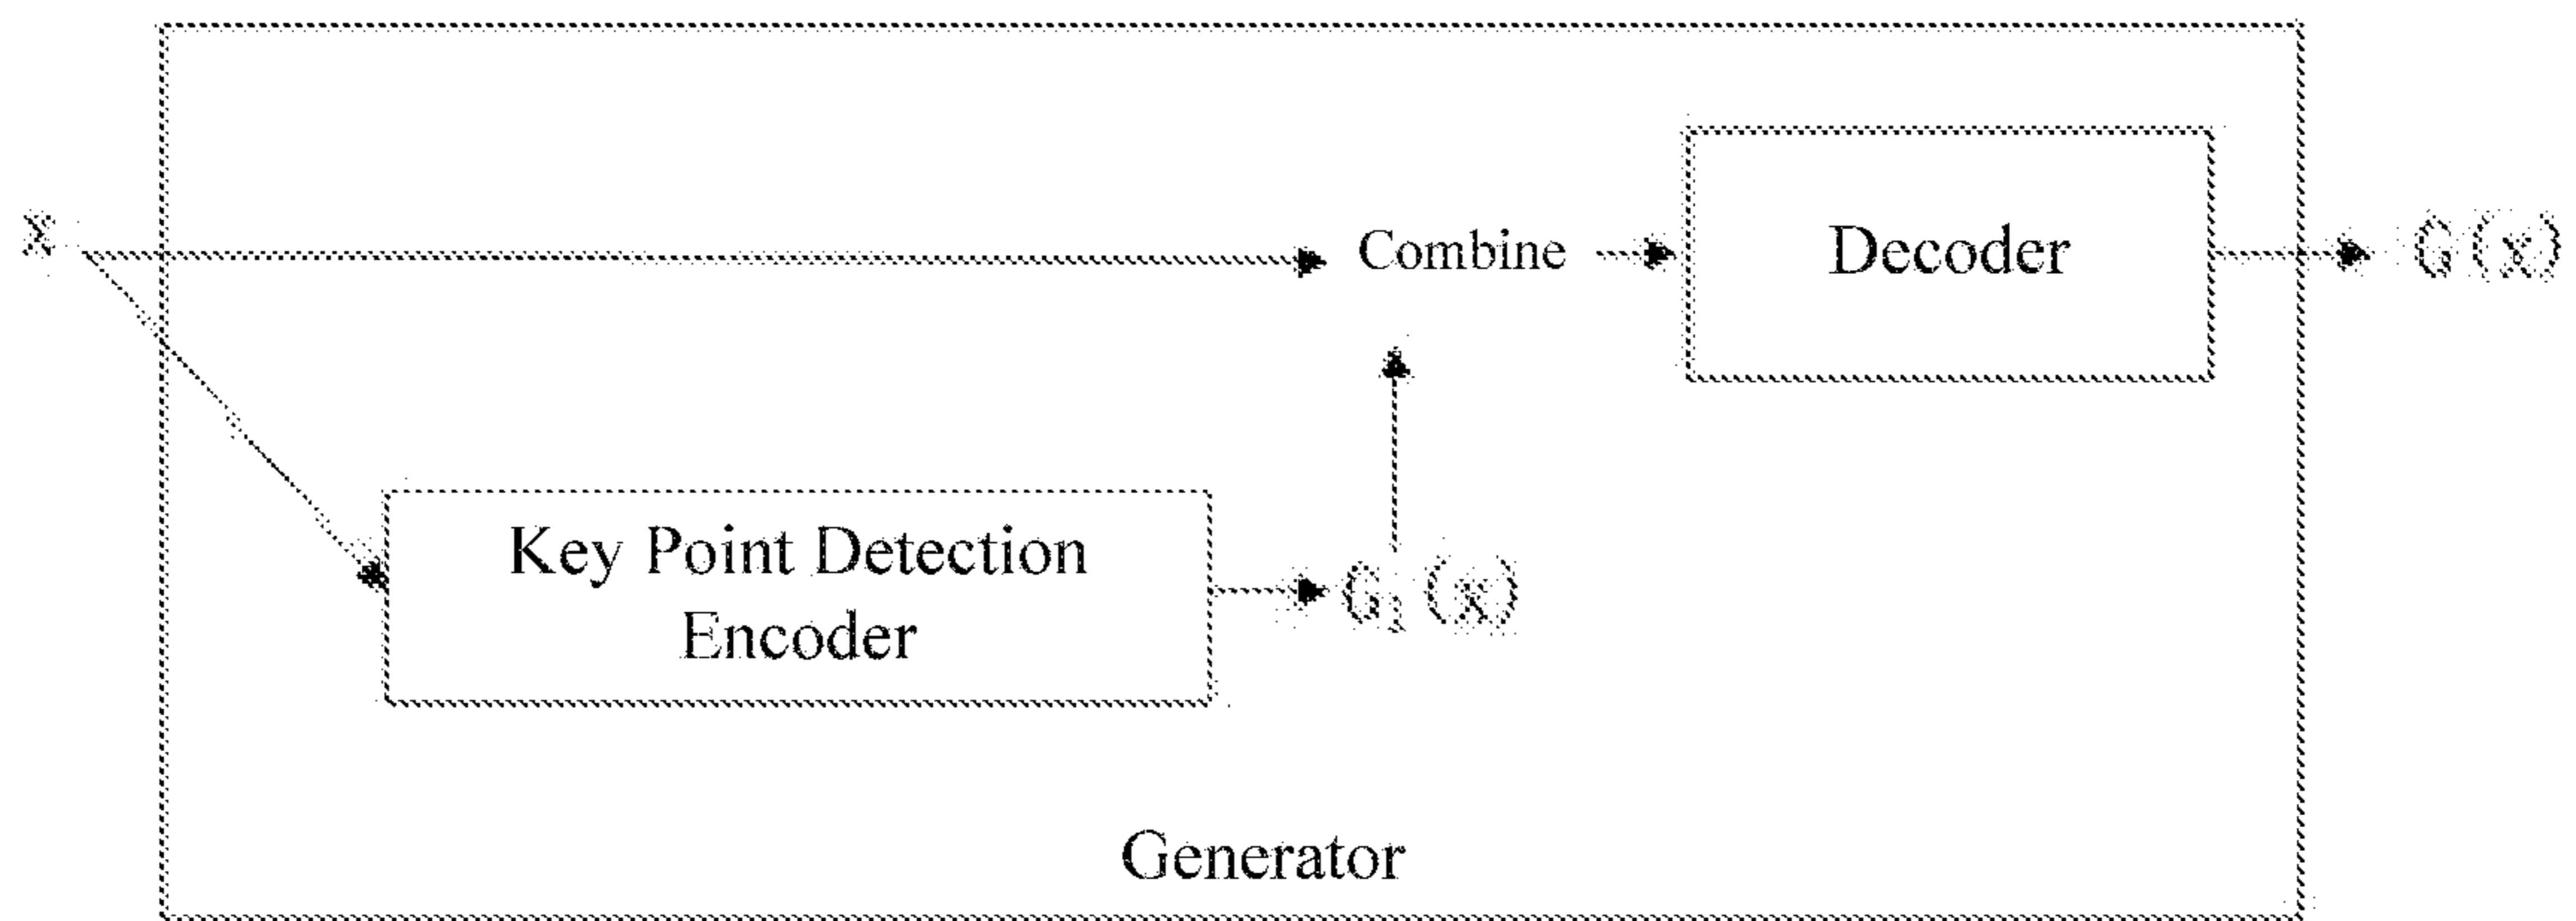 x
Combine
Decoder
G(x)
Key Point Detection
Encoder
G₁(x)
Generator